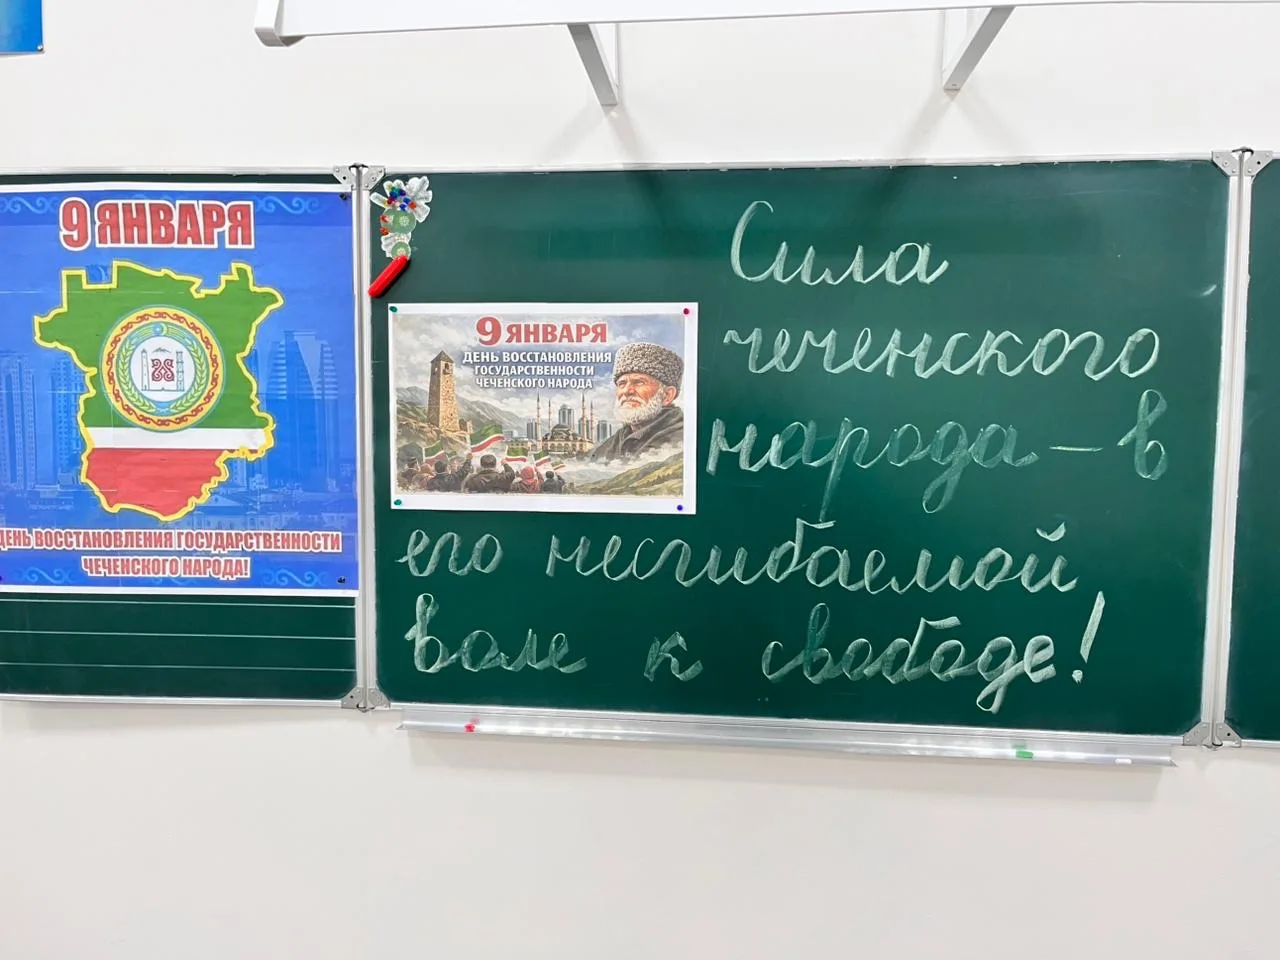 9 ЯНВАРЯ
ДЕНЬ ВОССТАНОВЛЕНИЯ ГОСУДАРСТВЕННОСТИ
ЧЕЧЕНСКОГО НАРОДА!
9 ЯНВАРЯ
ДЕНЬ ВОССТАНОВЛЕНИЯ
ГОСУДАРСТВЕННОСТИ
ЧЕЧЕНСКОГО НАРОДА
Сила
чеченского
народа – в
его несгибаемой
воле к свободе!